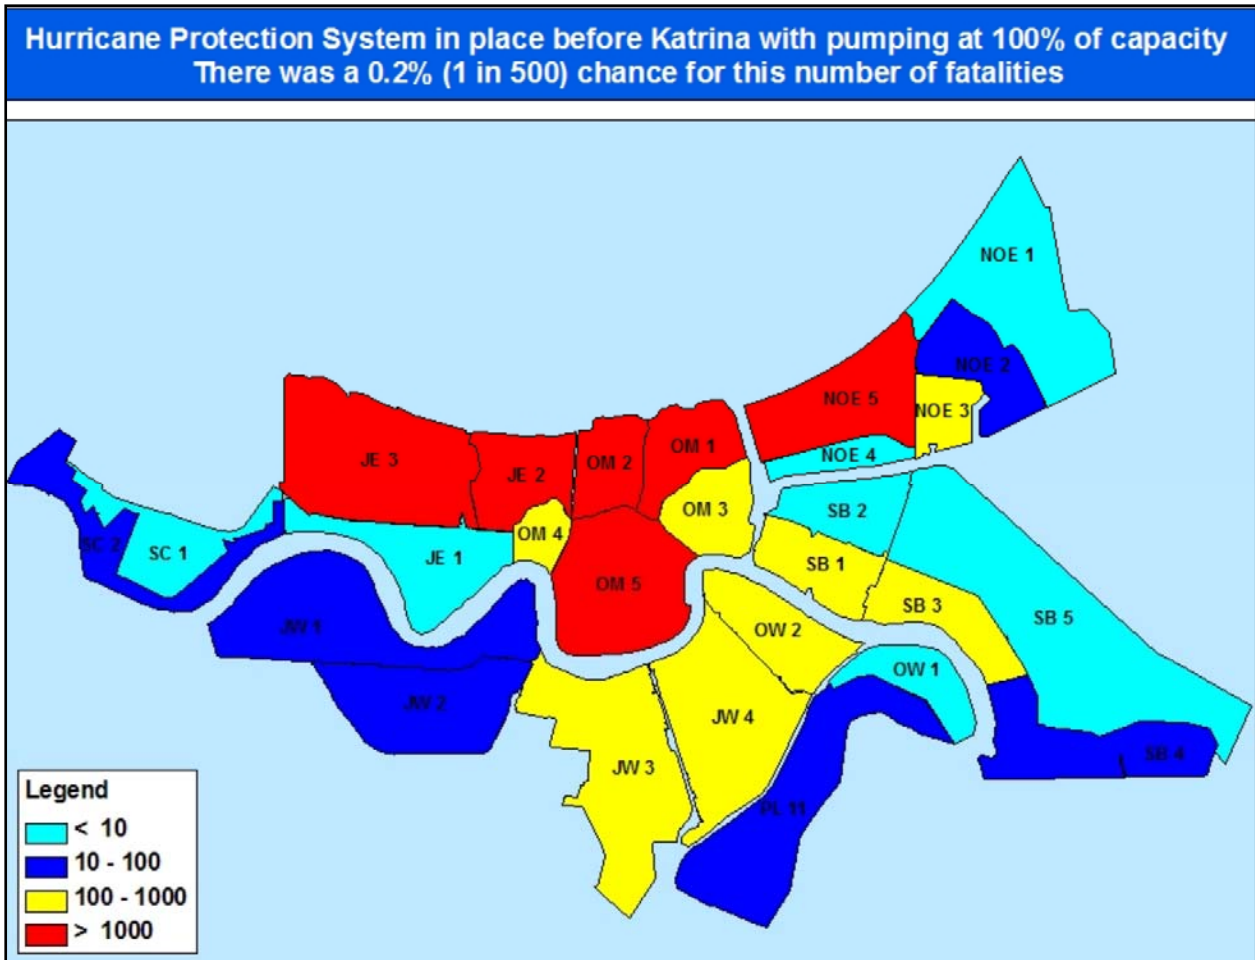 Hurricane Protection System in place before Katrina with pumping at 100% of capacity
There was a 0.2% (1 in 500) chance for this number of fatalities
NOE 1
NOE 2
NOE 5
NOE 3
NOE 4
OM 1
JE 3
OM 2
JE 2
OM 3
SB 2
OM 4
SC 2
SC 1
JE 1
SB 1
OM 5
SB 3
SB 5
JW 1
OW 2
OW 1
JW 2
JW 4
SB 4
JW 3
PL 11
Legend
< 10
10 - 100
100 - 1000
> 1000